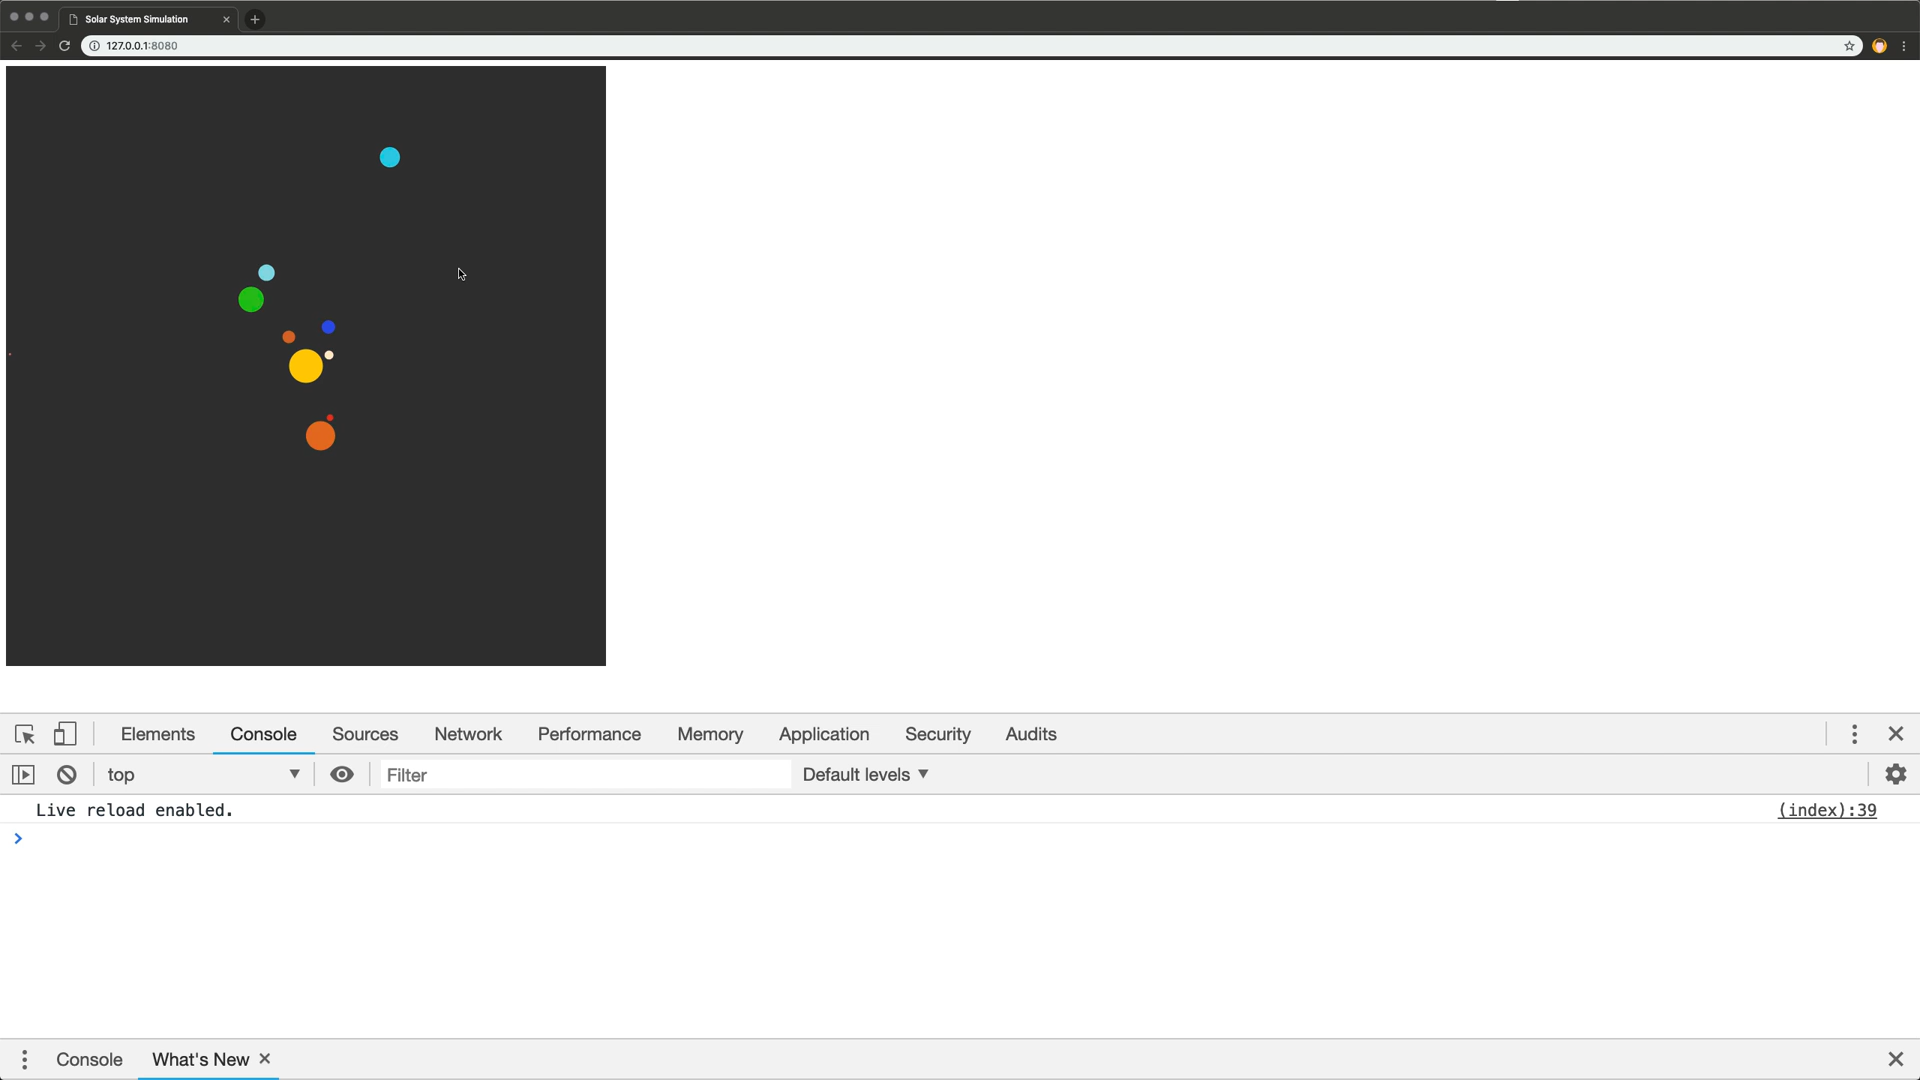 Solar System Simulation
127.0.0.1:8080
Elements Console Sources Network Performance Memory Application Security Audits
top Filter Default levels
Live reload enabled. (index):39
Console What's New